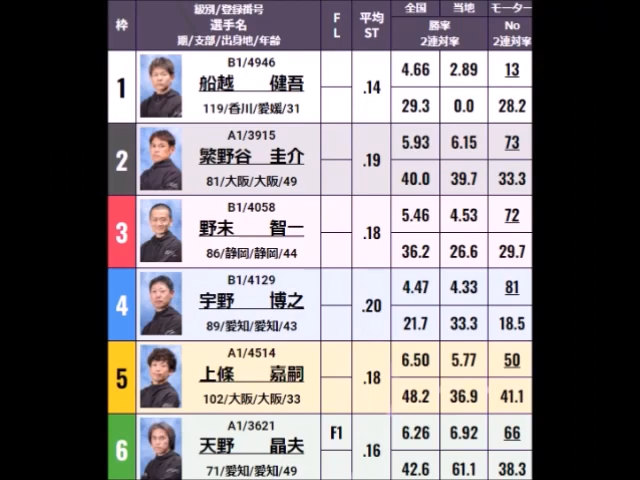 枠 級別/登録番号 選手名 期/支部/出身地/年齢 F L 平均 ST 全国 当地 モーター
勝率 No
2連対率 2連対率
1 B1/4946 .14 4.66 2.89 13
船越 健吾
119/香川/愛媛/31 29.3 0.0 28.2
2 A1/3915 .19 5.93 6.15 73
繁野谷 圭介
81/大阪/大阪/49 40.0 39.7 33.3
3 B1/4058 .18 5.46 4.53 72
野末 智一
86/静岡/静岡/44 36.2 26.6 29.7
4 B1/4129 .20 4.47 4.33 81
宇野 博之
89/愛知/愛知/43 21.7 33.3 18.5
5 A1/4514 .18 6.50 5.77 50
上條 嘉嗣
102/大阪/大阪/33 48.2 36.9 41.1
6 A1/3621 F1 .16 6.26 6.92 66
天野 晶夫
71/愛知/愛知/49 42.6 61.1 38.3